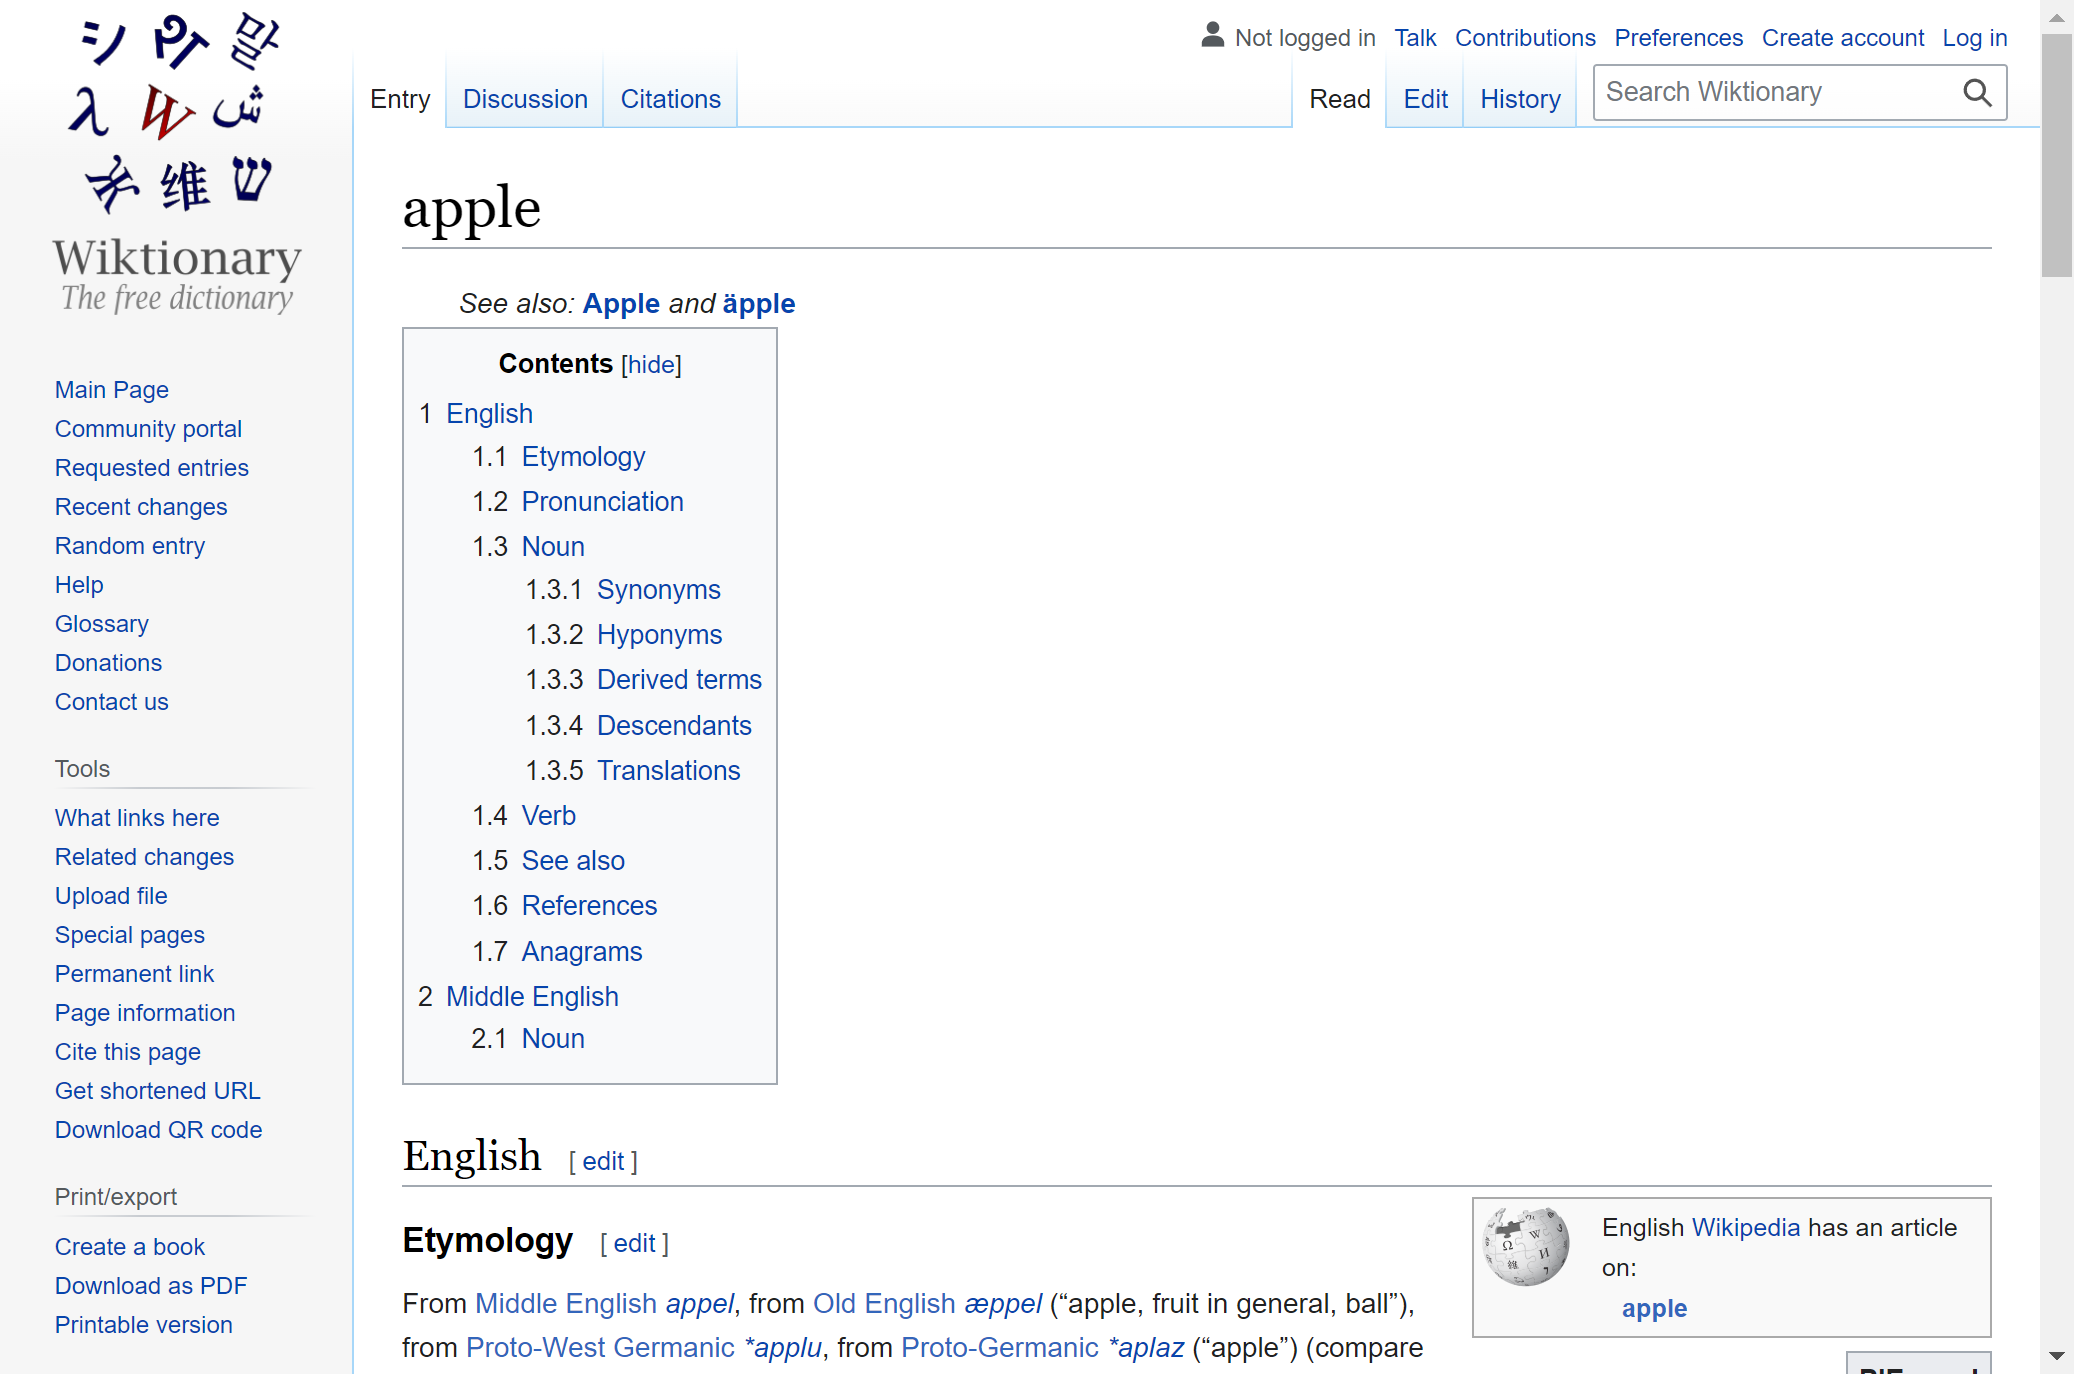 シ や 말
λ W ش
维 ש
Wiktionary
The free dictionary
Main Page
Community portal
Requested entries
Recent changes
Random entry
Help
Glossary
Donations
Contact us
Tools
What links here
Related changes
Upload file
Special pages
Permanent link
Page information
Cite this page
Get shortened URL
Download QR code
Print/export
Create a book
Download as PDF
Printable version
Not logged in Talk Contributions Preferences Create account Log in
Entry Discussion Citations Read Edit History Search Wiktionary
apple
See also: Apple and äpple
Contents [hide]
1 English
1.1 Etymology
1.2 Pronunciation
1.3 Noun
1.3.1 Synonyms
1.3.2 Hyponyms
1.3.3 Derived terms
1.3.4 Descendants
1.3.5 Translations
1.4 Verb
1.5 See also
1.6 References
1.7 Anagrams
2 Middle English
2.1 Noun
English [ edit ]
Etymology [ edit ]
From Middle English appel, from Old English æppel (“apple, fruit in general, ball”),
from Proto-West Germanic *applu, from Proto-Germanic *aplaz (“apple”) (compare
English Wikipedia has an article
on:
apple